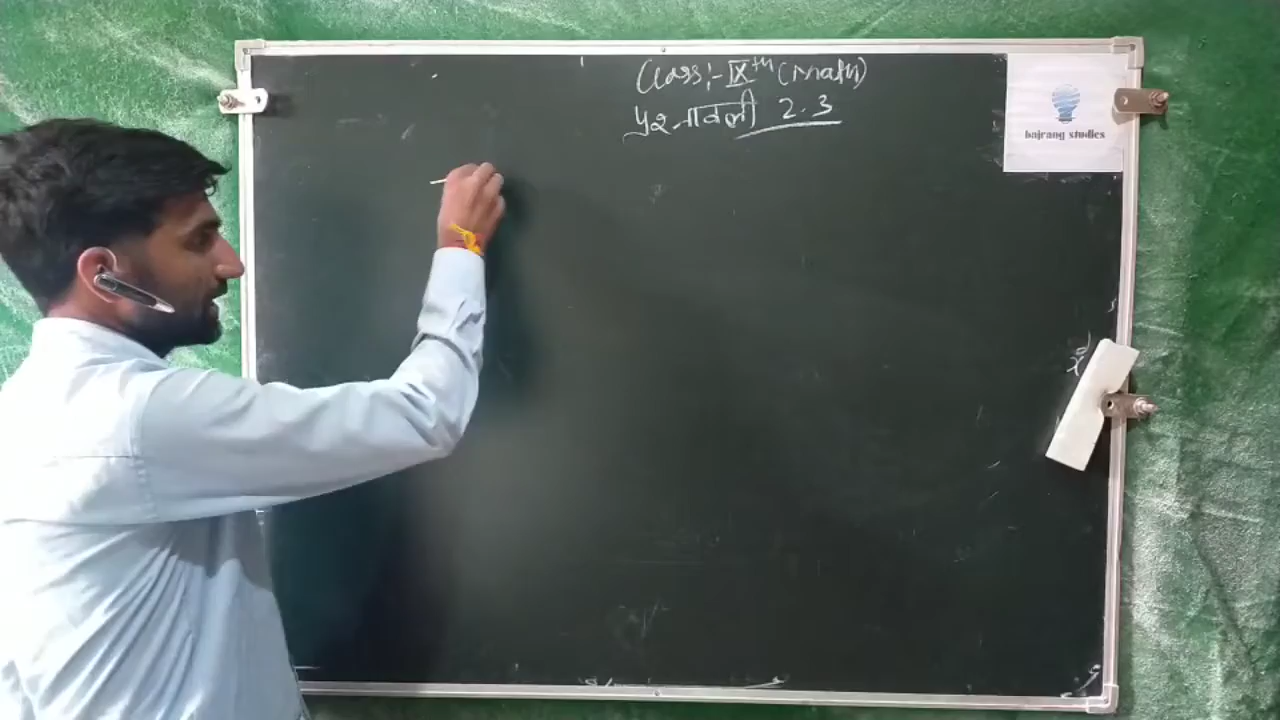 Class:- IXth (Math)
प्रश्नावली 2.3
bajrang studies